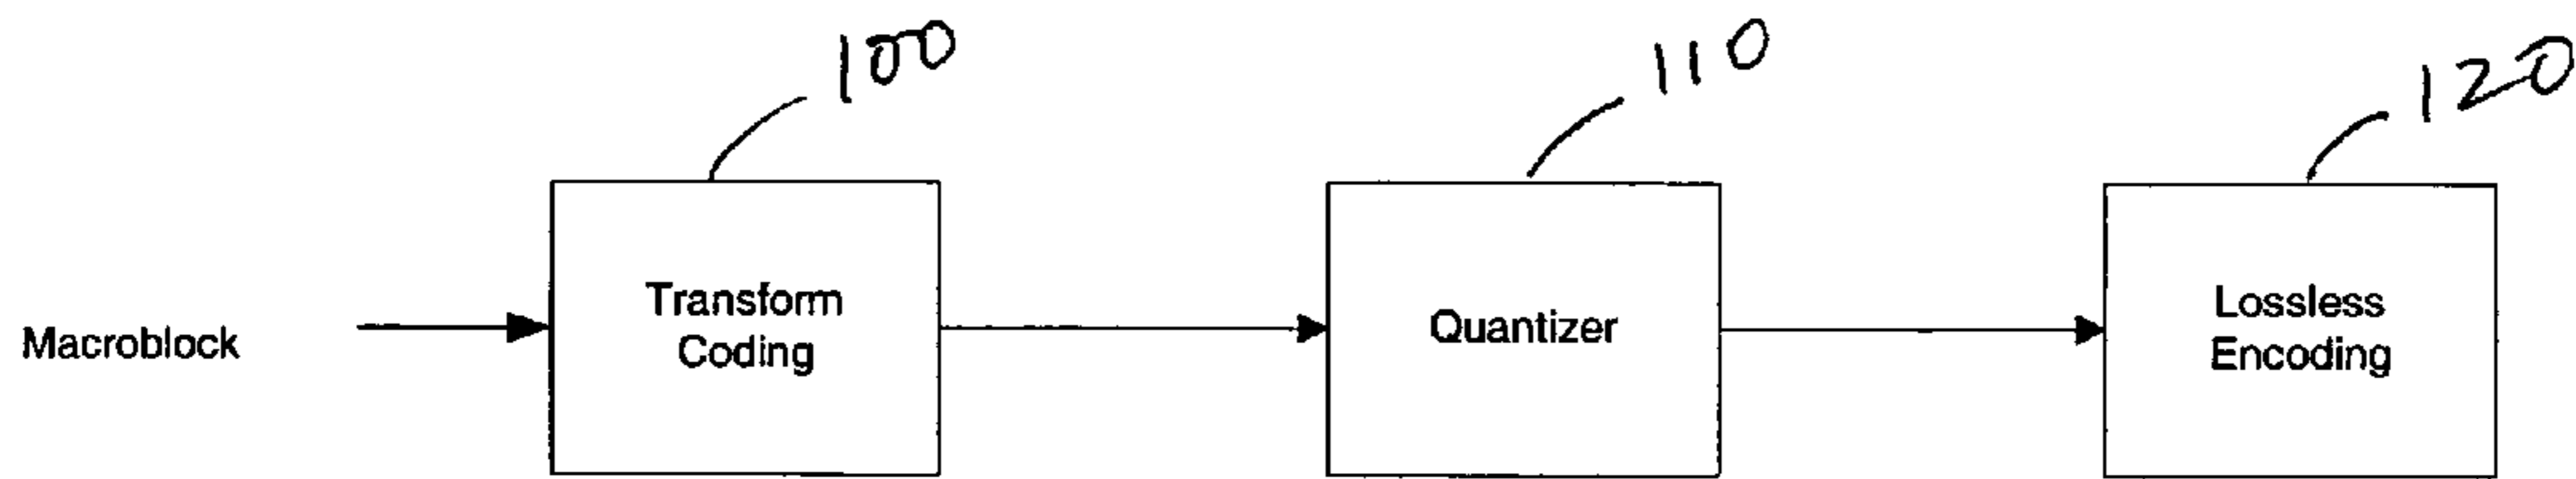 100
110
120
Macroblock
Transform
Coding
Quantizer
Lossless
Encoding